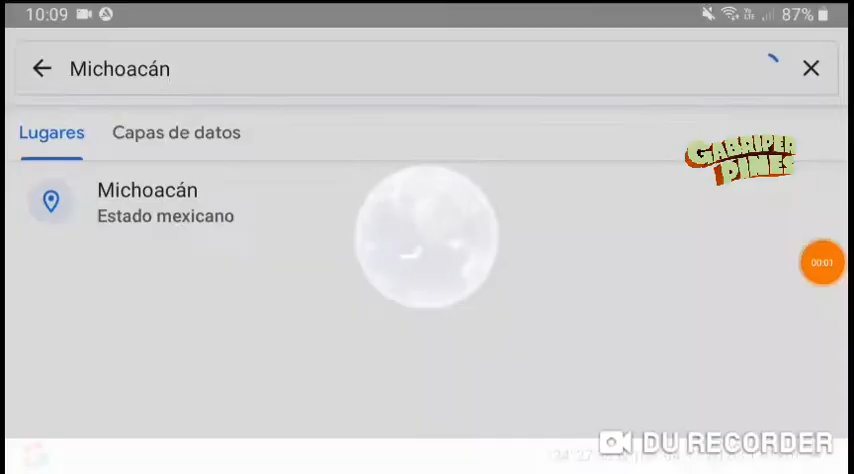 10:09 87%
Michoacán
Lugares Capas de datos
GABRIPER
PINES
Michoacán
Estado mexicano
00:01
DU RECORDER